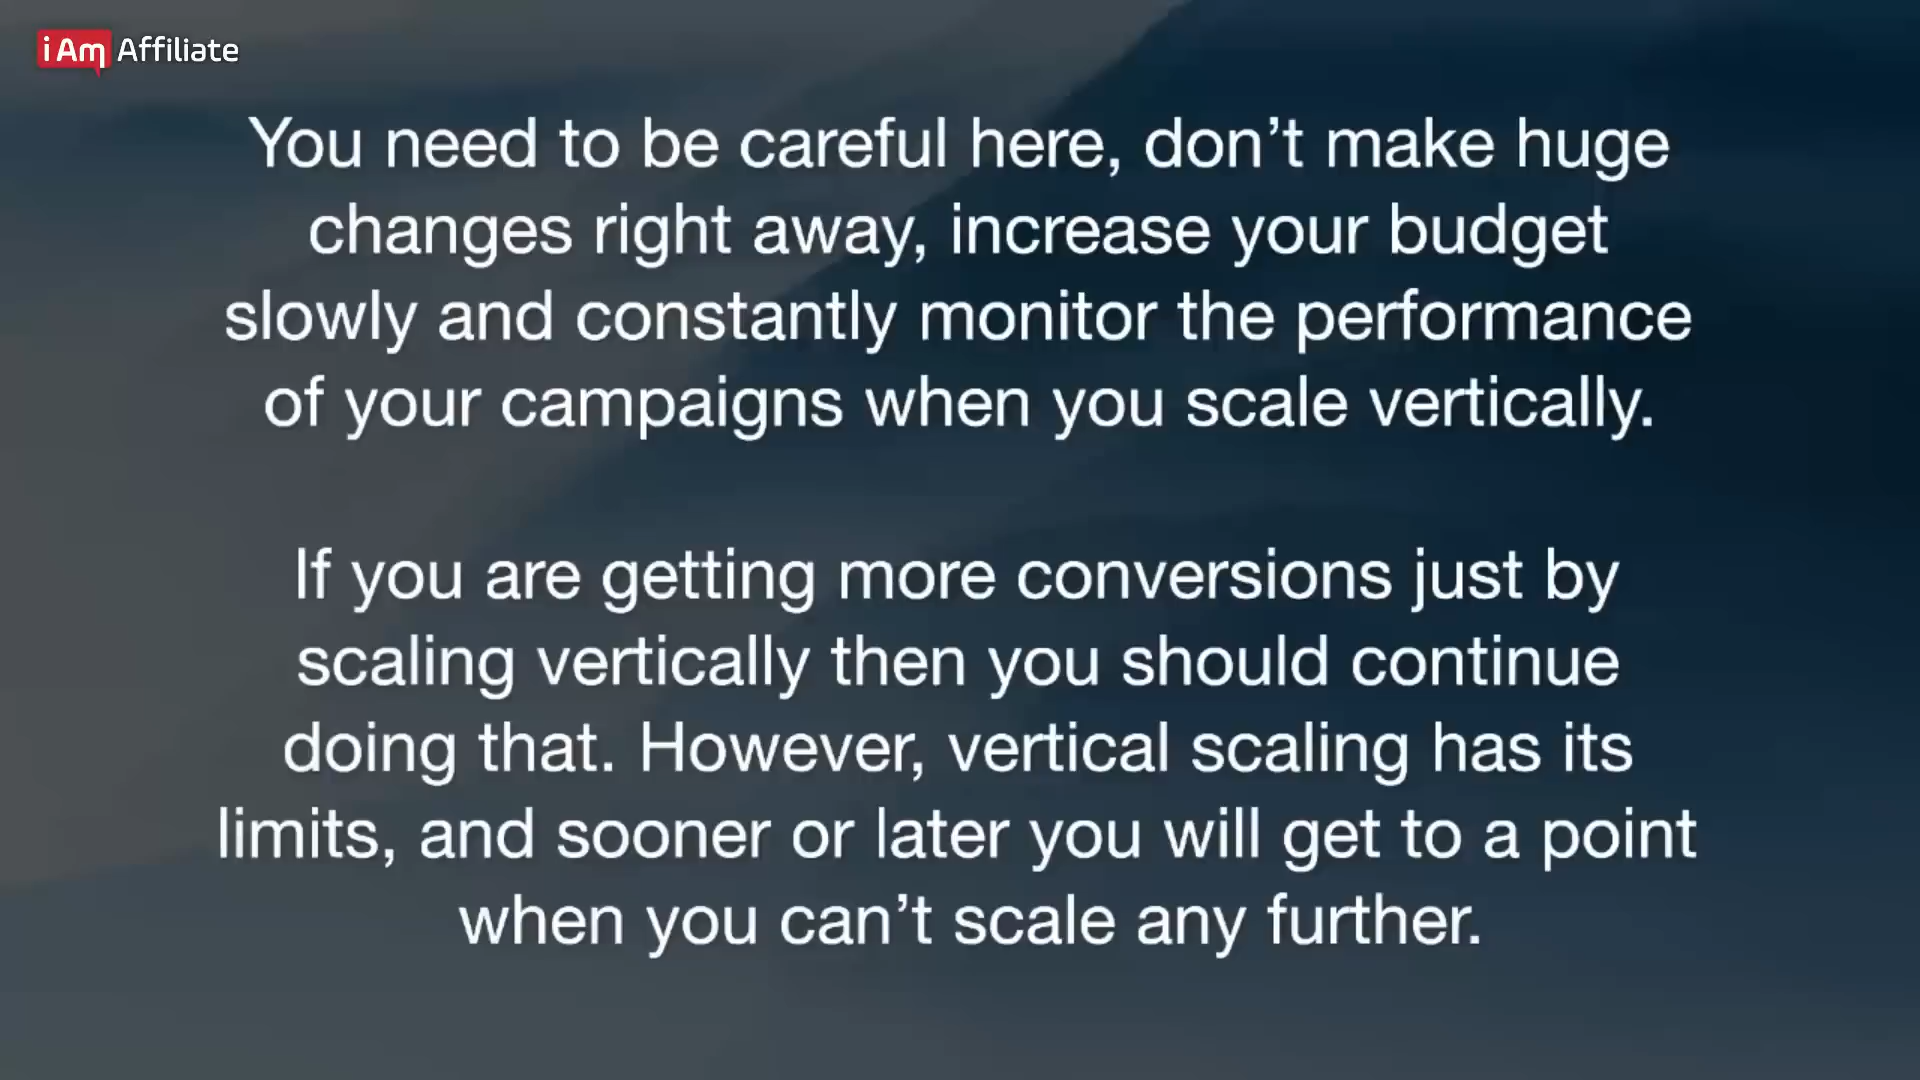 i Am Affiliate
You need to be careful here, don’t make huge
changes right away, increase your budget
slowly and constantly monitor the performance
of your campaigns when you scale vertically.
If you are getting more conversions just by
scaling vertically then you should continue
doing that. However, vertical scaling has its
limits, and sooner or later you will get to a point
when you can’t scale any further.